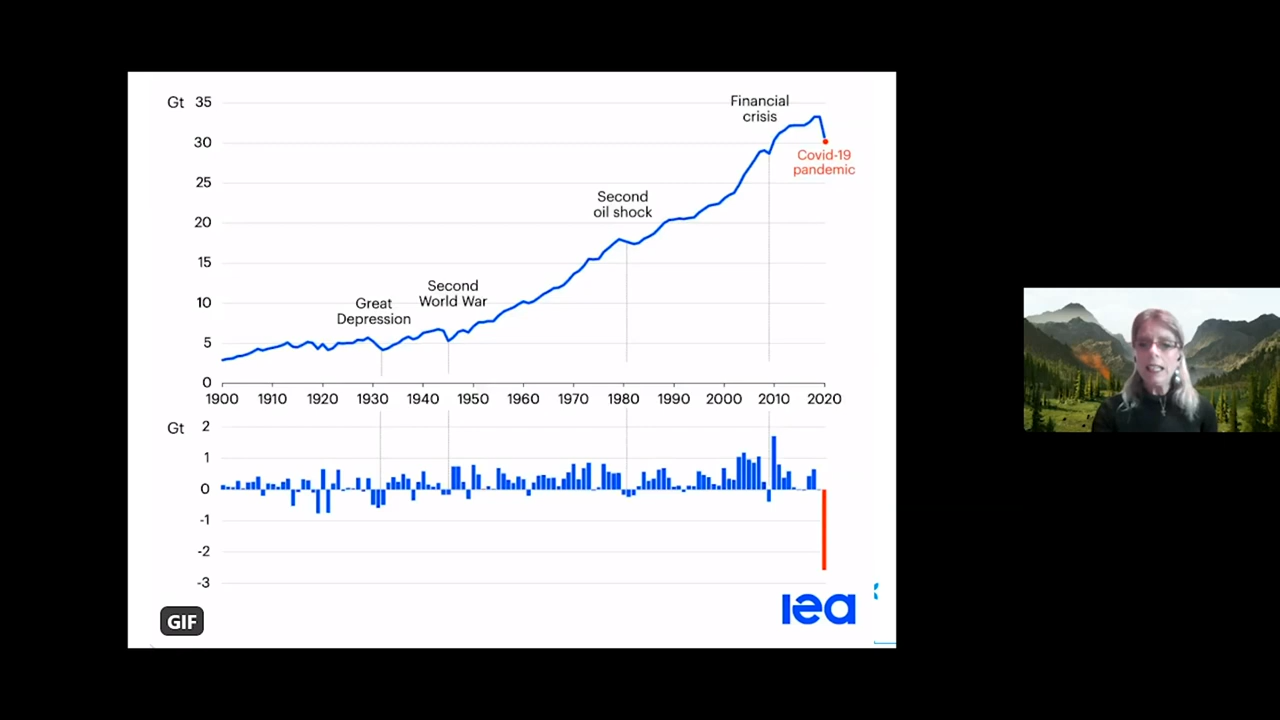 Gt 35
30
25
20
15
10
5
0
Financial
crisis
Covid-19
pandemic
Second
oil shock
Second
World War
Great
Depression
1900 1910 1920 1930 1940 1950 1960 1970 1980 1990 2000 2010 2020
Gt 2
1
0
-1
-2
-3
GIF
iea